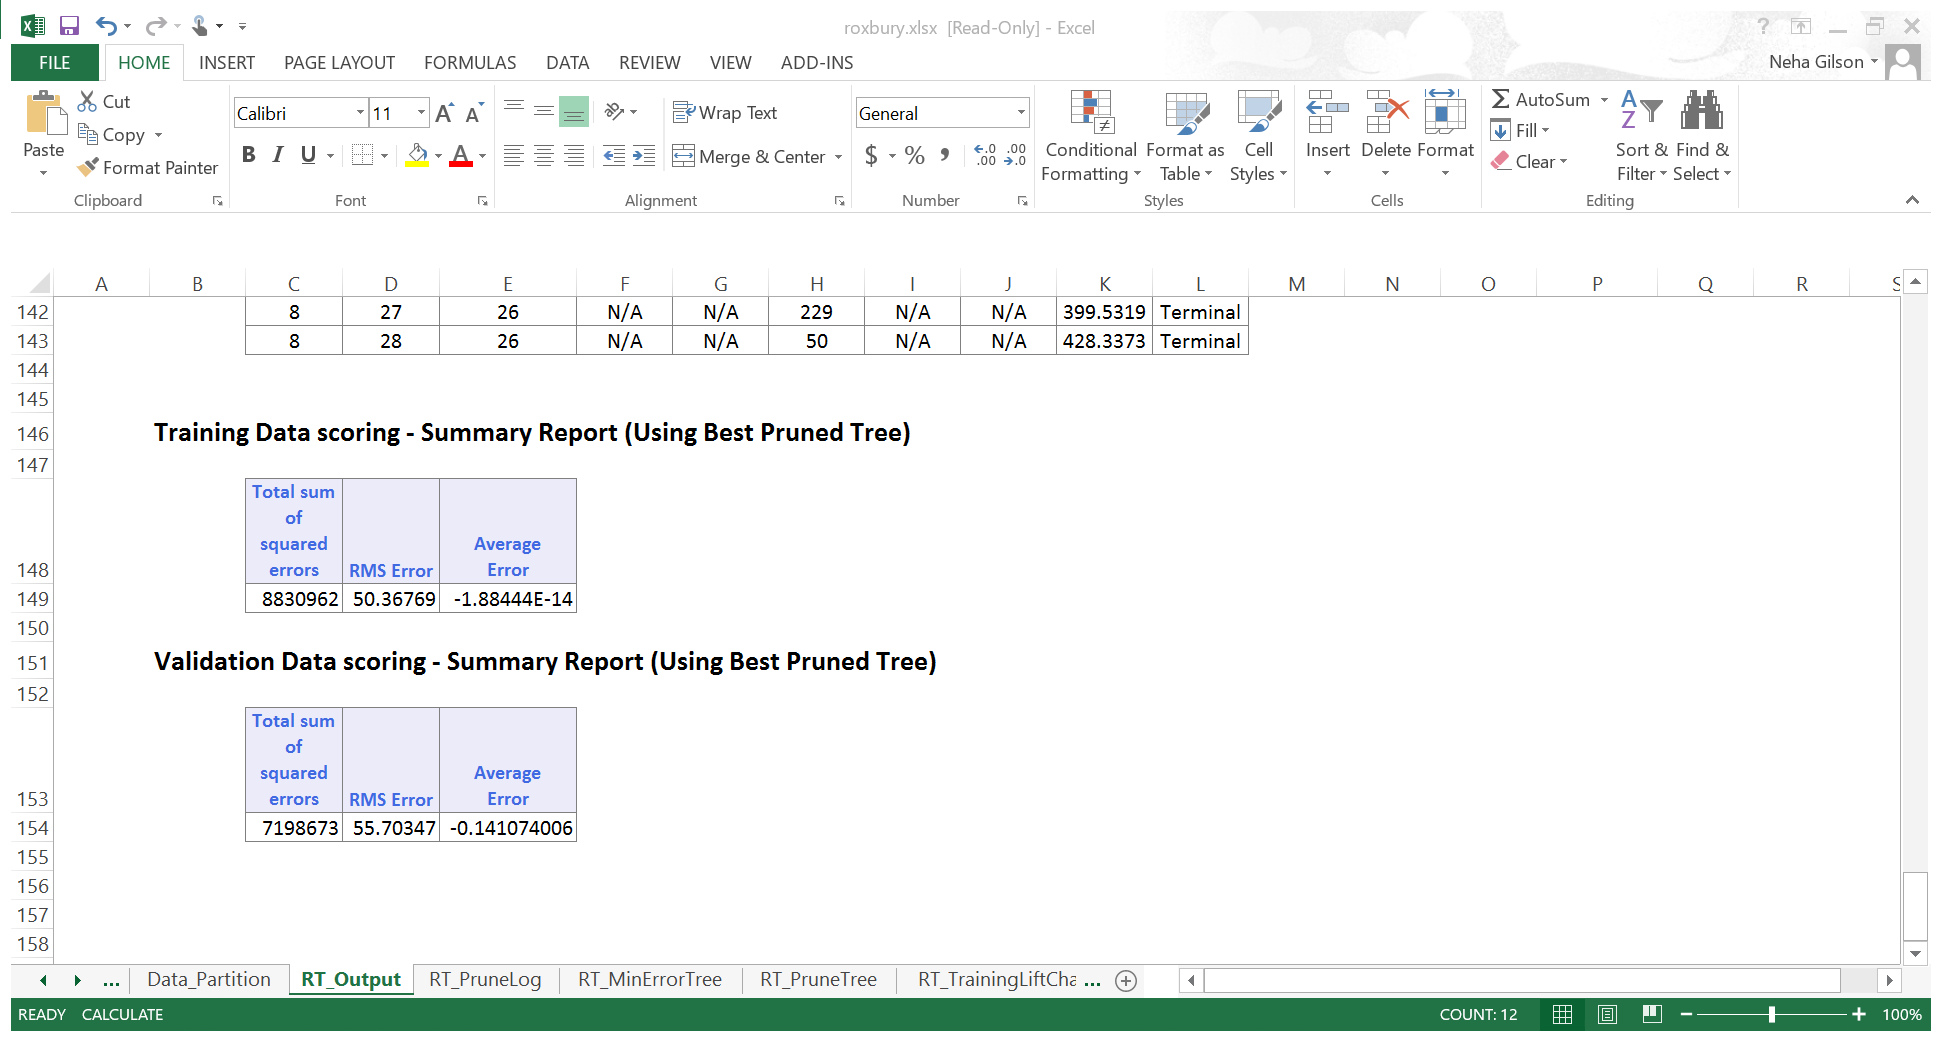 roxbury.xlsx [Read-Only] - Excel
?
FILE HOME INSERT PAGE LAYOUT FORMULAS DATA REVIEW VIEW ADD-INS Neha Gilson
Cut
Copy
Format Painter
Paste
Clipboard
Calibri 11
B I U
Font
Wrap Text
Merge & Center
Alignment
General
$ % ,
Number
Conditional Formatting
Format as Table
Cell Styles
Styles
Insert Delete Format
Cells
AutoSum
Fill
Clear
Sort & Filter
Find & Select
Editing
A B C D E F G H I J K L M N O P Q R S
142 8 27 26 N/A N/A 229 N/A N/A 399.5319 Terminal
143 8 28 26 N/A N/A 50 N/A N/A 428.3373 Terminal
144
145
146 Training Data scoring - Summary Report (Using Best Pruned Tree)
147
148 Total sum of squared errors RMS Error Average Error
149 8830962 50.36769 -1.88444E-14
150
151 Validation Data scoring - Summary Report (Using Best Pruned Tree)
152
153 Total sum of squared errors RMS Error Average Error
154 7198673 55.70347 -0.141074006
155
156
157
158
... Data_Partition RT_Output RT_PruneLog RT_MinErrorTree RT_PruneTree RT_TrainingLiftCha ...
READY CALCULATE COUNT: 12 100%